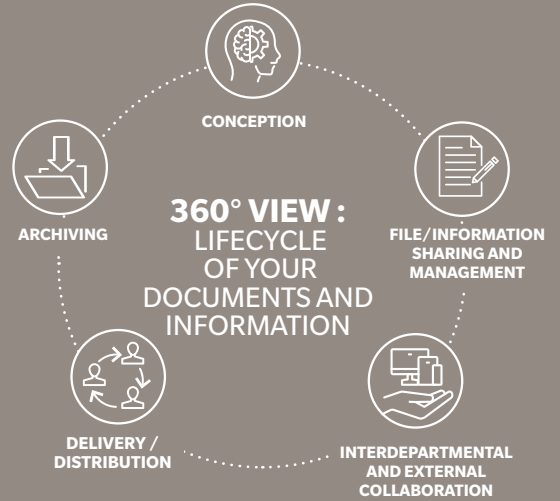 CONCEPTION
360° VIEW :
LIFECYCLE
OF YOUR
DOCUMENTS AND
INFORMATION
FILE/INFORMATION
SHARING AND
MANAGEMENT
INTERDEPARTMENTAL
AND EXTERNAL
COLLABORATION
DELIVERY /
DISTRIBUTION
ARCHIVING